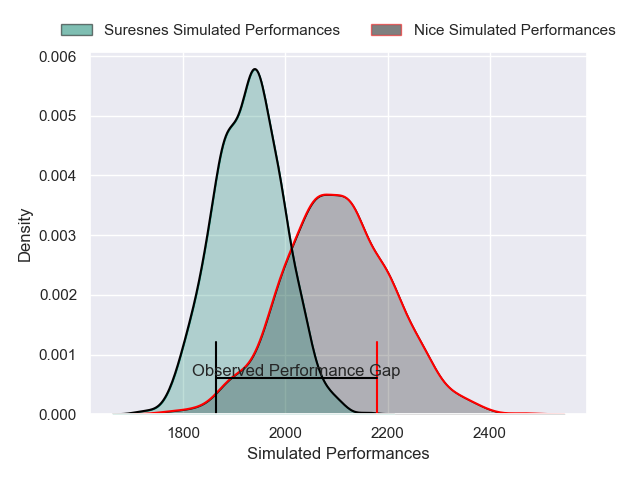 Suresnes Simulated Performances
Nice Simulated Performances
0.006
0.005
0.004
0.003
0.002
0.001
0.000
Density
Observed Performance Gap
1800
2000
2200
2400
Simulated Performances